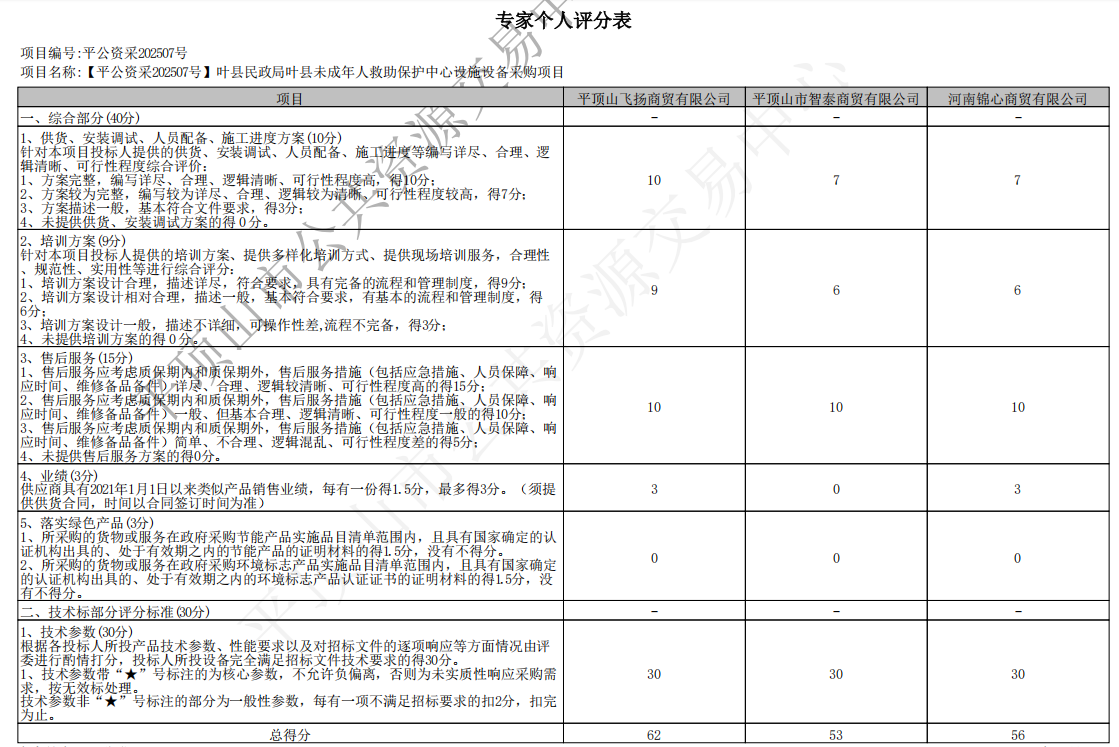 专家个人评分表
项目编号:平公资采202507号
项目名称:【平公资采202507号】叶县民政局叶县未成年人救助保护中心设施设备采购项目
项目 平顶山飞扬商贸有限公司 平顶山市智泰商贸有限公司 河南锦心商贸有限公司
一、综合部分(40分) - - -
1、供货、安装调试、人员配备、施工进度方案(10分)
针对本项目投标人提供的供货、安装调试、人员配备、施工进度等编写详尽、合理、逻
辑清晰、可行性程度综合评价:
1、方案完整，编写详尽、合理、逻辑清晰、可行性程度高，得10分;
2、方案较为完整，编写较为详尽、合理、逻辑较为清晰、可行性程度较高，得7分;
3、方案描述一般，基本符合文件要求，得3分;
4、未提供供货、安装调试方案的得０分。
10 7 7
2、培训方案(9分)
针对本项目投标人提供的培训方案、提供多样化培训方式、提供现场培训服务，合理性
、规范性、实用性等进行综合评分:
1、培训方案设计合理，描述详尽，符合要求，具有完备的流程和管理制度，得9分;
2、培训方案设计相对合理，描述一般，基本符合要求，有基本的流程和管理制度，得
6分;
3、培训方案设计一般，描述不详细，可操作性差,流程不完备，得3分;
4、未提供培训方案的得０分。
9 6 6
3、售后服务(15分)
1、售后服务应考虑质保期内和质保期外，售后服务措施（包括应急措施、人员保障、响
应时间、维修备品备件）详尽、合理、逻辑较清晰、可行性程度高的得15分;
2、售后服务应考虑质保期内和质保期外，售后服务措施（包括应急措施、人员保障、响
应时间、维修备品备件）一般、但基本合理、逻辑清晰、可行性程度一般的得10分;
3、售后服务应考虑质保期内和质保期外，售后服务措施（包括应急措施、人员保障、响
应时间、维修备品备件）简单、不合理、逻辑混乱、可行性程度差的得5分;
4、未提供售后服务方案的得0分。
10 10 10
4、业绩(3分)
供应商具有2021年1月1日以来类似产品销售业绩，每有一份得1.5分，最多得3分。（须提
供供货合同，时间以合同签订时间为准）
3 0 3
5、落实绿色产品(3分)
1、所采购的货物或服务在政府采购节能产品实施品目清单范围内，且具有国家确定的认
证机构出具的、处于有效期之内的节能产品的证明材料的得1.5分，没有不得分。
2、所采购的货物或服务在政府采购环境标志产品实施品目清单范围内，且具有国家确定
的认证机构出具的、处于有效期之内的环境标志产品认证证书的证明材料的得1.5分，没
有不得分。
0 0 0
二、技术标部分评分标准(30分) - - -
1、技术参数(30分)
根据各投标人所投产品技术参数、性能要求以及对招标文件的逐项响应等方面情况由评
委进行酌情打分，投标人所投设备完全满足招标文件技术要求的得30分。
1、技术参数带“★”号标注的为核心参数，不允许负偏离，否则为未实质性响应采购需
求，按无效标处理。
技术参数非“★”号标注的部分为一般性参数，每有一项不满足招标要求的扣2分，扣完
为止。
30 30 30
总得分 62 53 56
平顶山市公共资源交易中
平顶山市公共资源交易中心